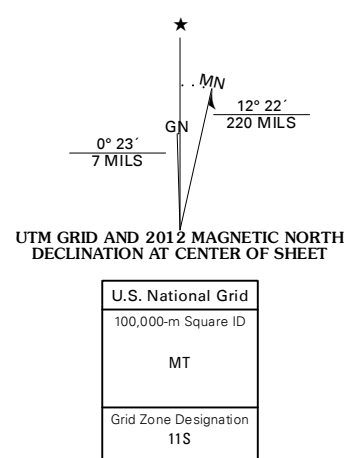 MN
GN
12° 22´
220 MILS
0° 23´
7 MILS
UTM GRID AND 2012 MAGNETIC NORTH
DECLINATION AT CENTER OF SHEET
U.S. National Grid
100,000-m Square ID
MT
Grid Zone Designation
11S